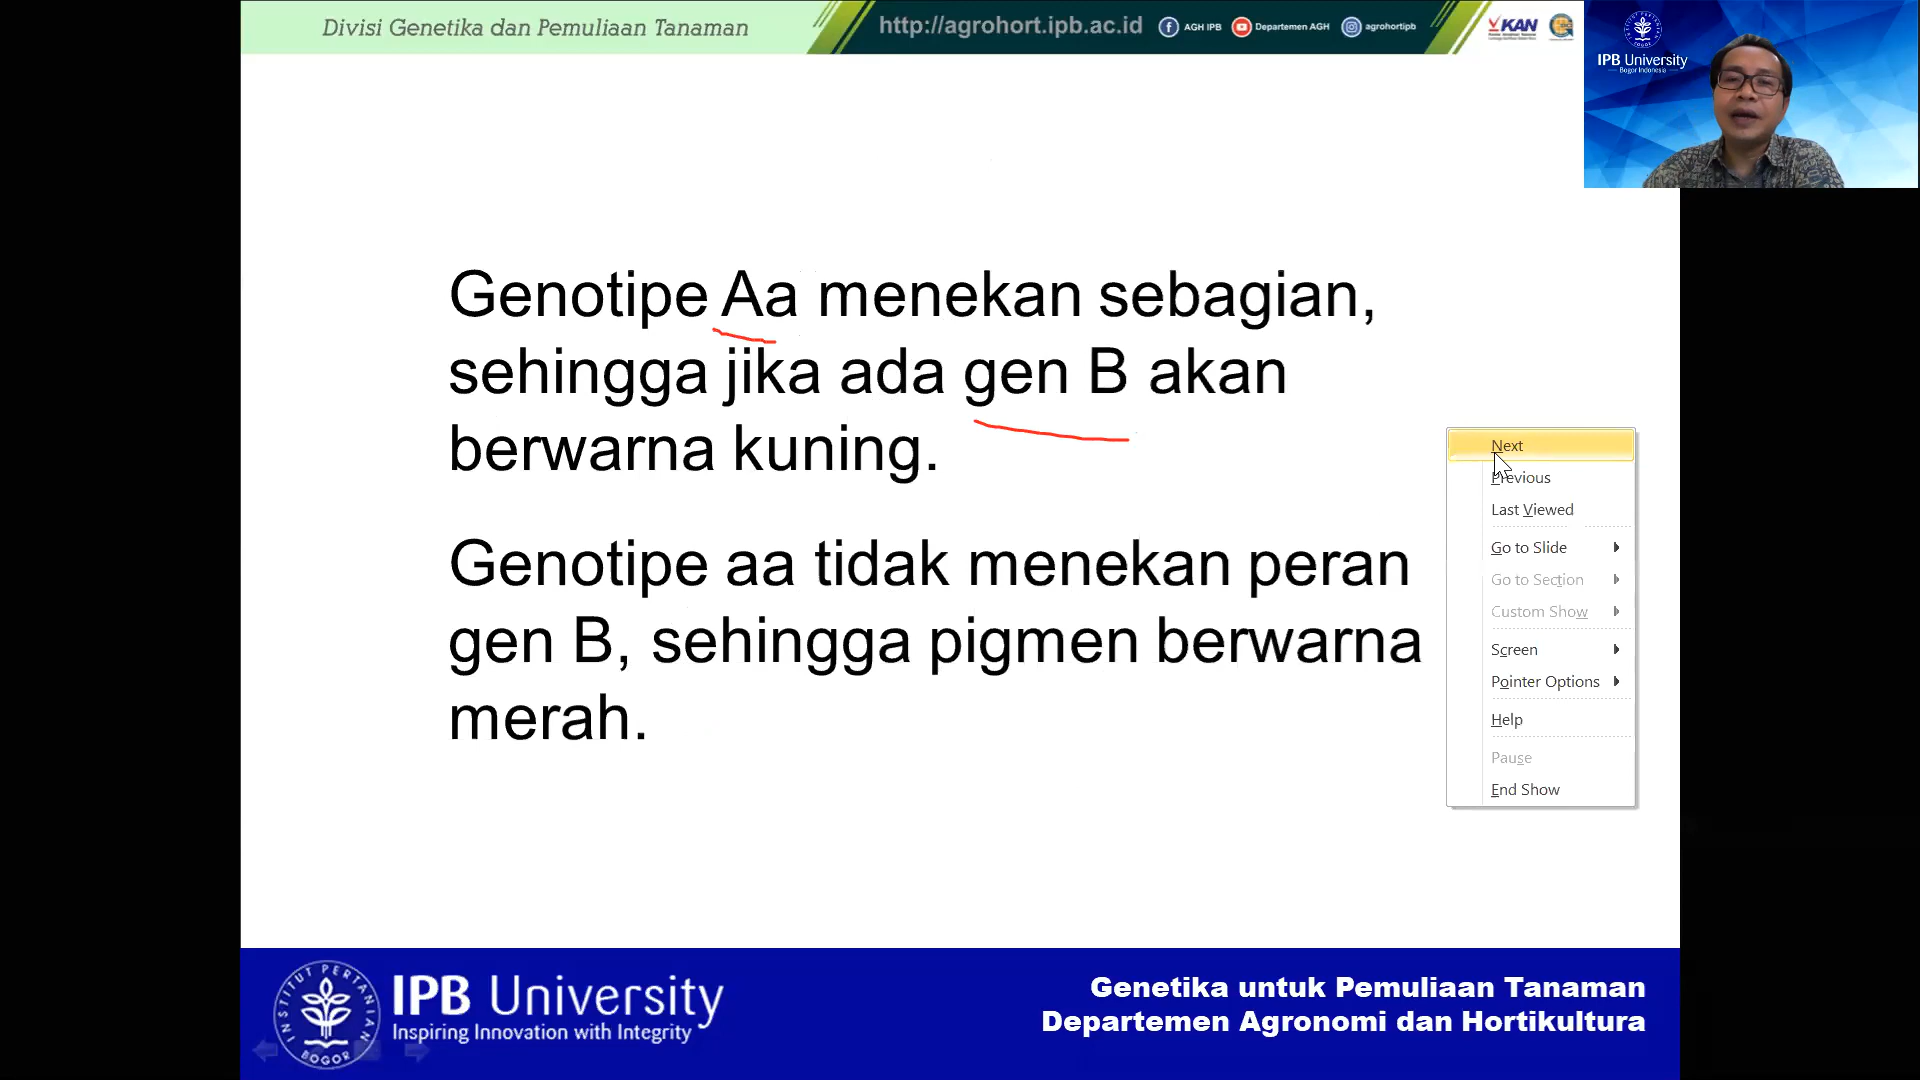 Divisi Genetika dan Pemuliaan Tanaman
http://agrohort.ipb.ac.id
AGH IPB
Departemen AGH
agrohortipb
KAN
IPB University
Bogor Indonesia
Genotipe Aa menekan sebagian,
sehingga jika ada gen B akan
berwarna kuning.
Genotipe aa tidak menekan peran
gen B, sehingga pigmen berwarna
merah.
Next
Previous
Last Viewed
Go to Slide
Go to Section
Custom Show
Screen
Pointer Options
Help
Pause
End Show
INSTITUT PERTANIAN
BOGOR
IPB University
Inspiring Innovation with Integrity
Genetika untuk Pemuliaan Tanaman
Departemen Agronomi dan Hortikultura